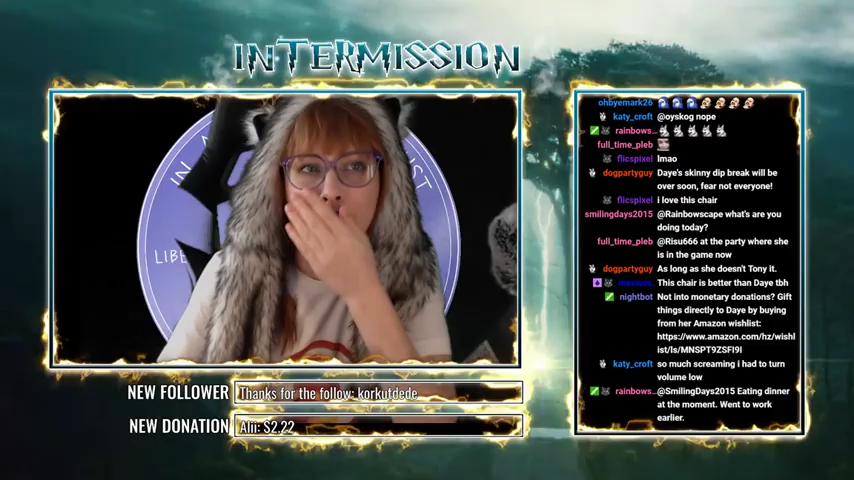 INTERMISSION
IN
UST
LIBE
NEW FOLLOWER Thanks for the follow: korkutdede
NEW DONATION Alii: $2.22
ohbyemark26
katy_croft @oyskog nope
rainbows...
full_time_pleb
flicspixel lmao
dogpartyguy Daye's skinny dip break will be
over soon, fear not everyone!
flicspixel i love this chair
smilingdays2015 @Rainbowscape what's are you
doing today?
full_time_pleb @Risu666 at the party where she
is in the game now
dogpartyguy As long as she doesn't Tony it.
This chair is better than Daye tbh
nightbot Not into monetary donations? Gift
things directly to Daye by buying
from her Amazon wishlist:
https://www.amazon.com/hz/wishl
ist/ls/MNSPT9ZSFI9I
katy_croft so much screaming i had to turn
volume low
rainbows... @SmilingDays2015 Eating dinner
at the moment. Went to work
earlier.